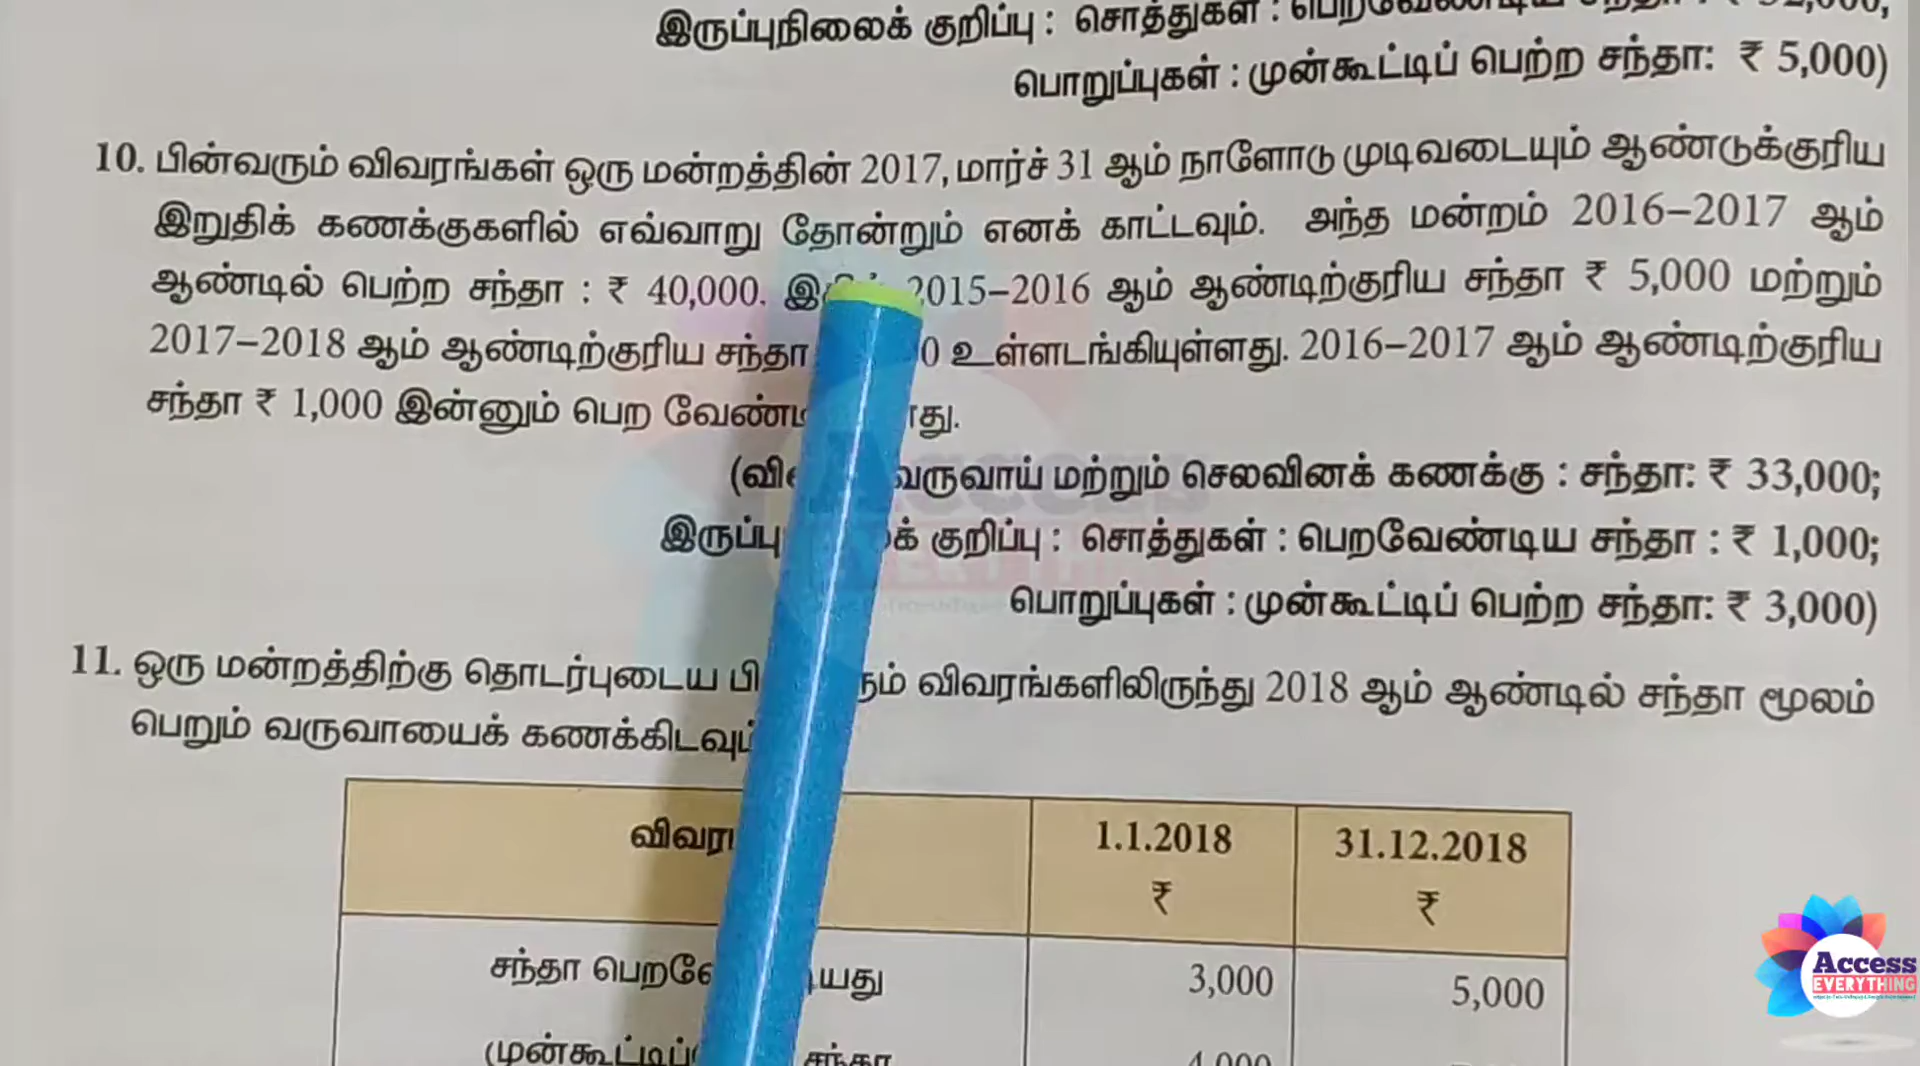 இருப்புநிலைக் குறிப்பு : சொத்துகள் : பெறவேண்டிய சந்தா : ₹
பொறுப்புகள் : முன்கூட்டிப் பெற்ற சந்தா: ₹ 5,000)
10. பின்வரும் விவரங்கள் ஒரு மன்றத்தின் 2017, மார்ச் 31 ஆம் நாளோடு முடிவடையும் ஆண்டுக்குரிய
இறுதிக் கணக்குகளில் எவ்வாறு தோன்றும் எனக் காட்டவும். அந்த மன்றம் 2016–2017 ஆம்
ஆண்டில் பெற்ற சந்தா : ₹ 40,000. 2015–2016 ஆம் ஆண்டிற்குரிய சந்தா ₹ 5,000 மற்றும்
2017–2018 ஆம் ஆண்டிற்குரிய சந்தா 0 உள்ளடங்கியுள்ளது. 2016–2017 ஆம் ஆண்டிற்குரிய
சந்தா ₹ 1,000 இன்னும் பெற
வருவாய் மற்றும் செலவினக் கணக்கு : சந்தா: ₹ 33,000;
குறிப்பு : சொத்துகள் : பெறவேண்டிய சந்தா : ₹ 1,000;
பொறுப்புகள் : முன்கூட்டிப் பெற்ற சந்தா: ₹ 3,000)
11. ஒரு மன்றத்திற்கு தொடர்புடைய விவரங்களிலிருந்து 2018 ஆம் ஆண்டில் சந்தா மூலம்
பெறும் வருவாயைக் கணக்கிடவும்
1.1.2018 31.12.2018
₹ ₹
சந்தா 3,000 5,000
சந்தா 4,000
Access
EVERYTHING